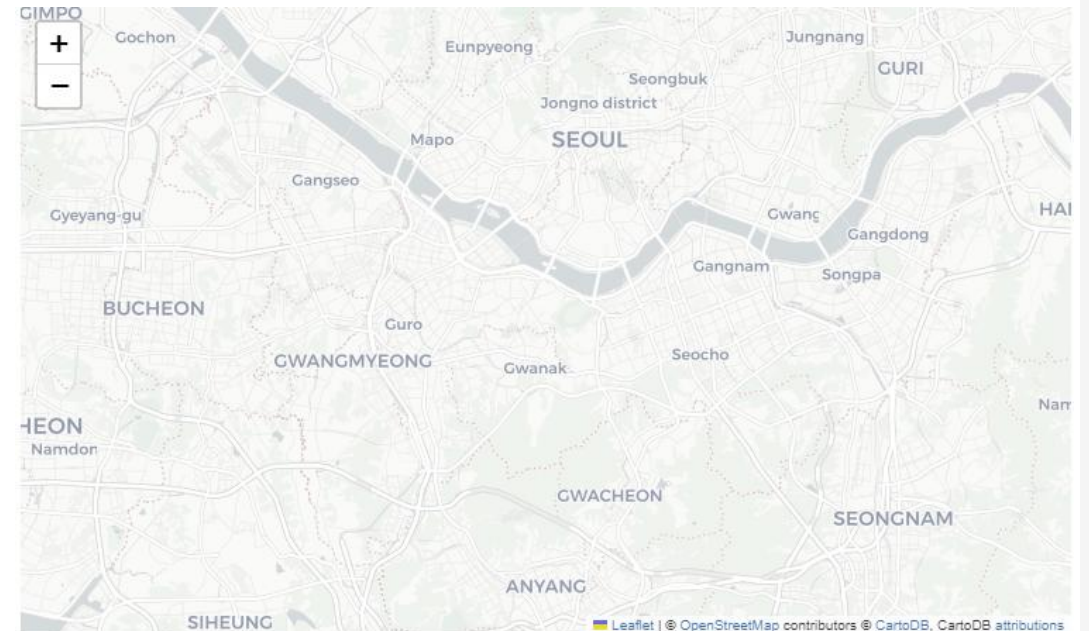 GIMPO
+
Gochon
Eunpyeong
Jungnang
GURI
−
Seongbuk
Jongno district
Mapo
SEOUL
Gangseo
Gyeyang-gu
Gwang
HAI
Gangdong
Gangnam
Songpa
BUCHEON
Guro
Seocho
GWANGMYEONG
Gwanak
Nam
HEON
Namdon
GWACHEON
SEONGNAM
ANYANG
SIHEUNG
Leaflet | © OpenStreetMap contributors © CartoDB, CartoDB attributions